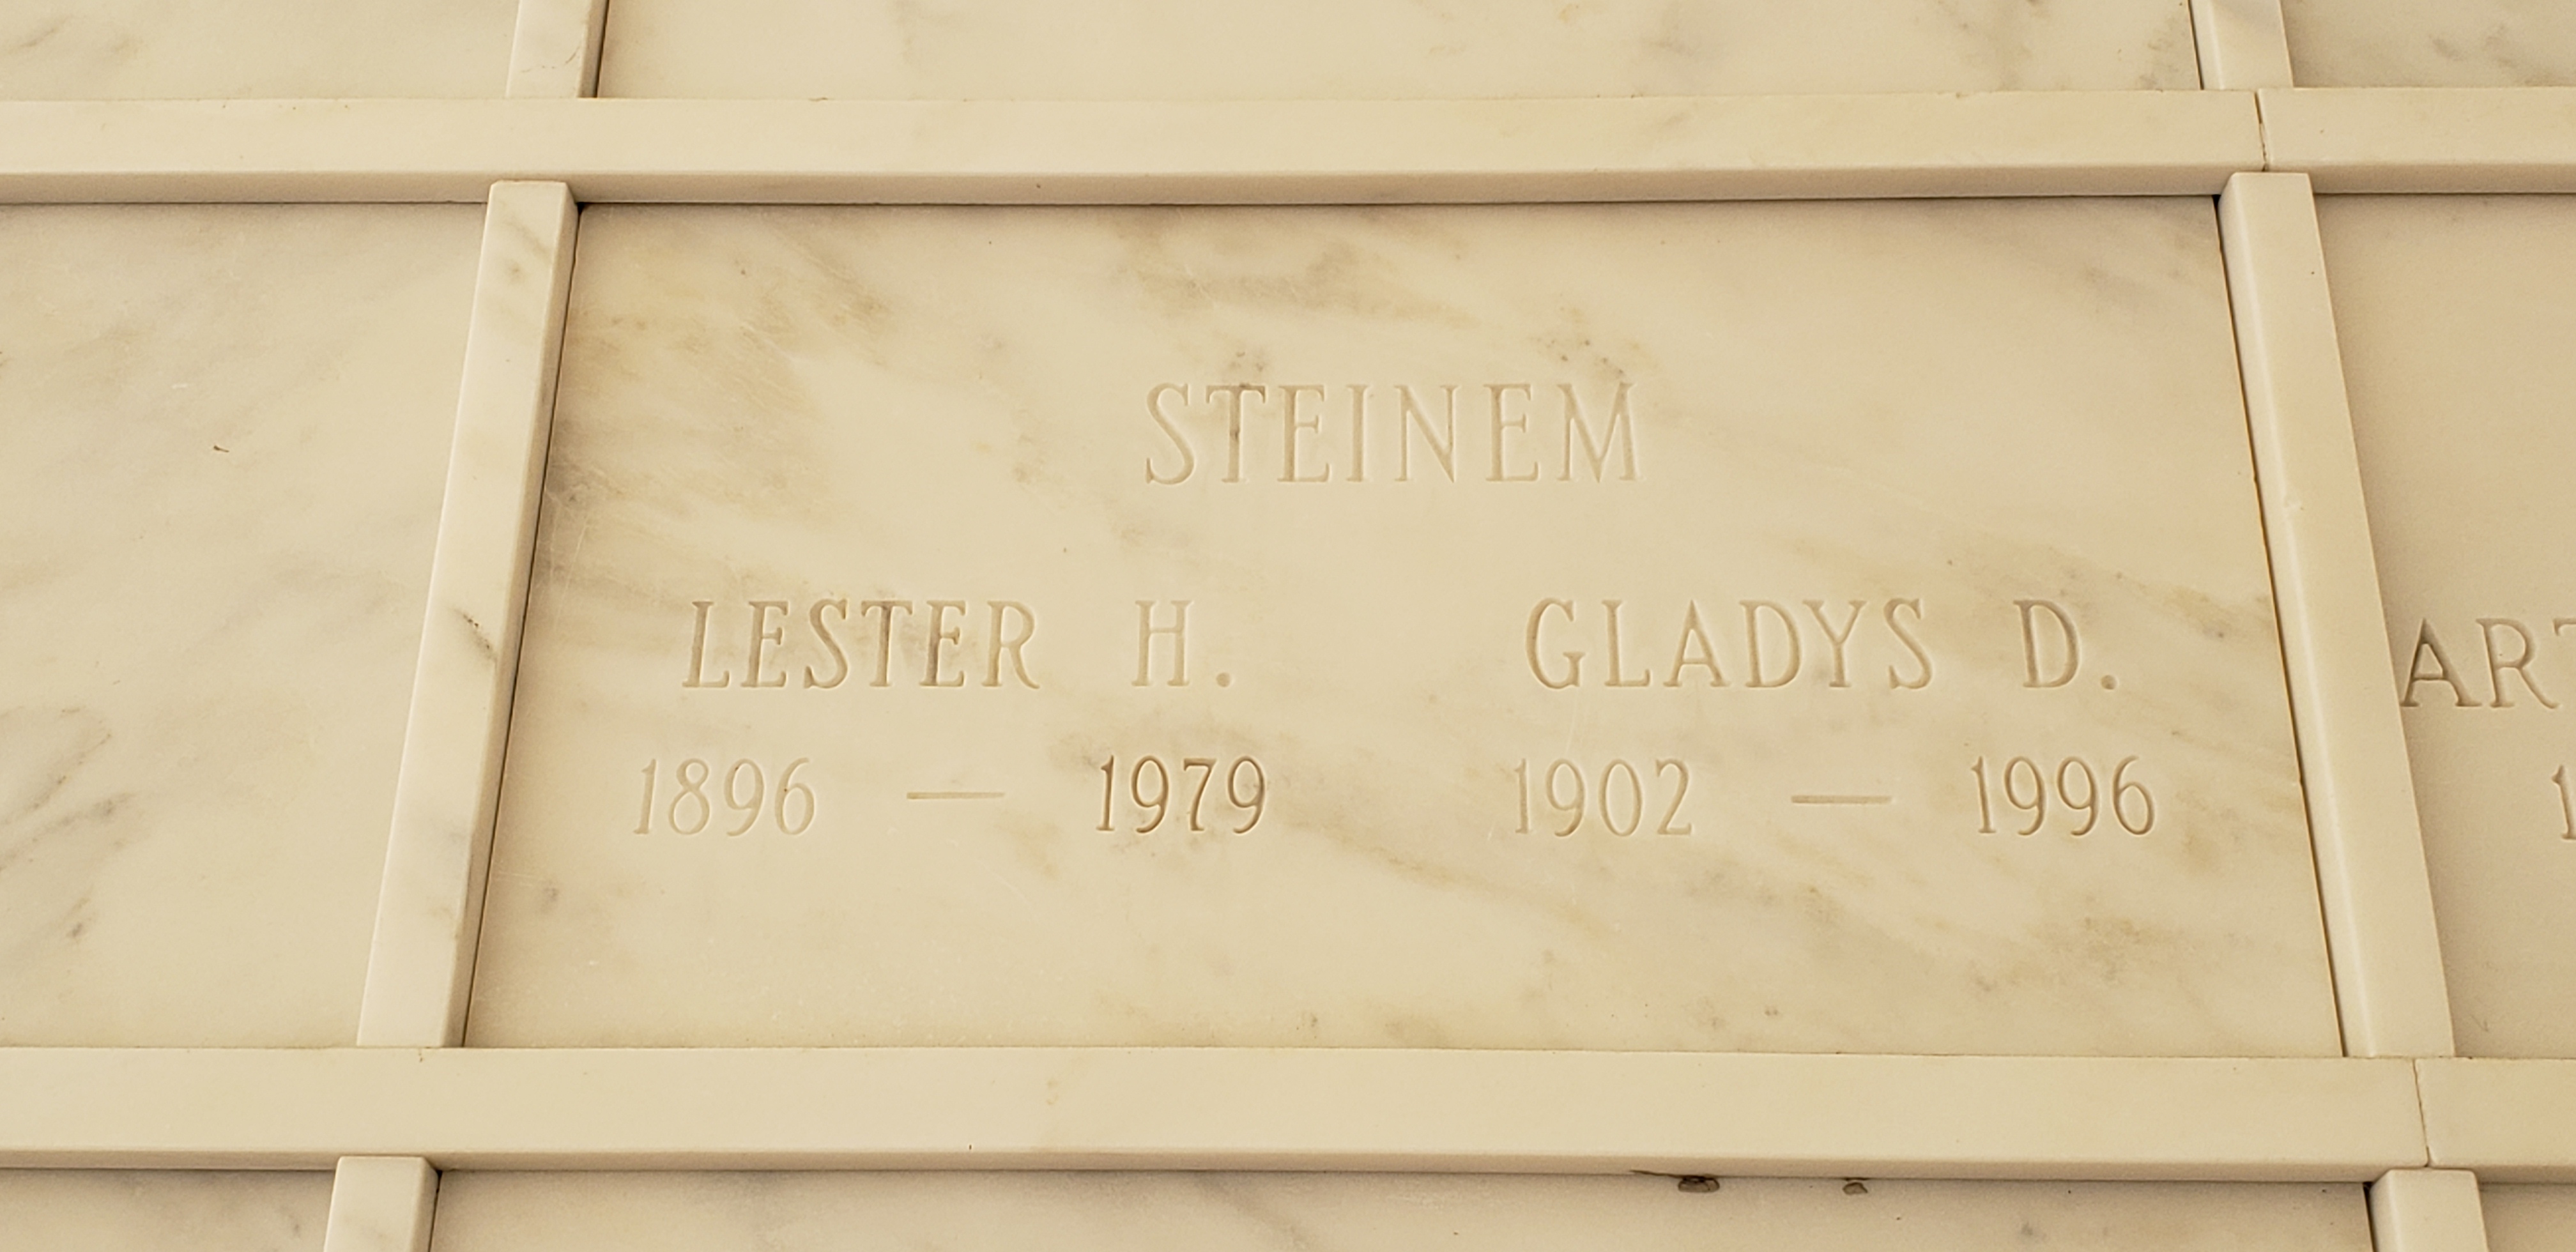 STEINEM
LESTER H. GLADYS D.
1896 — 1979 1902 — 1996